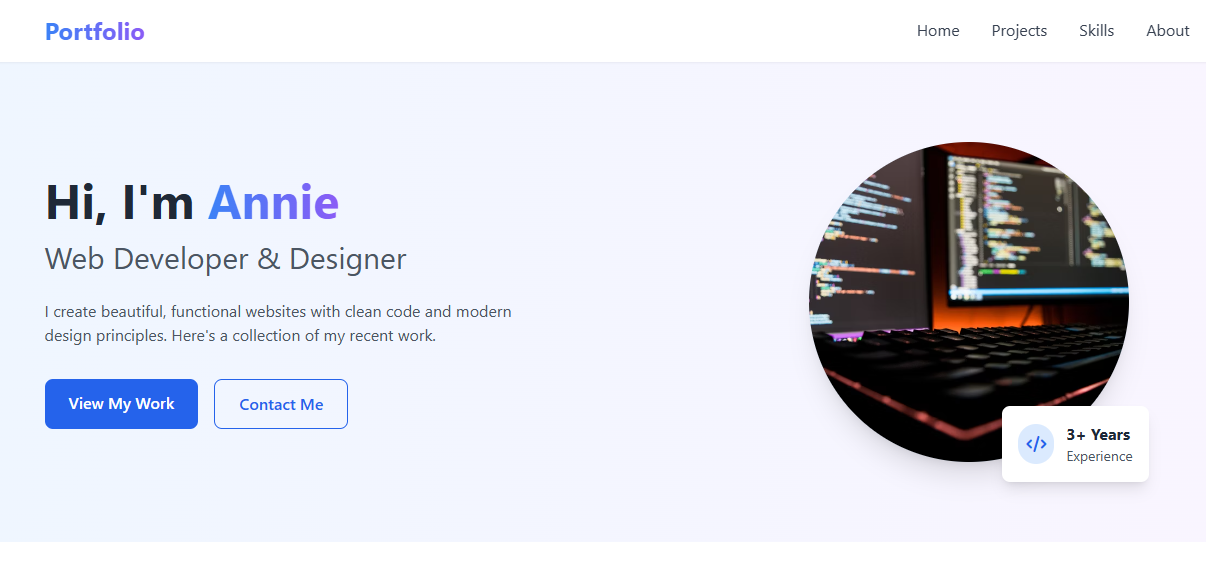 Portfolio
Home Projects Skills About
Hi, I'm Annie
Web Developer & Designer
I create beautiful, functional websites with clean code and modern
design principles. Here's a collection of my recent work.
View My Work
Contact Me
</>
3+ Years
Experience